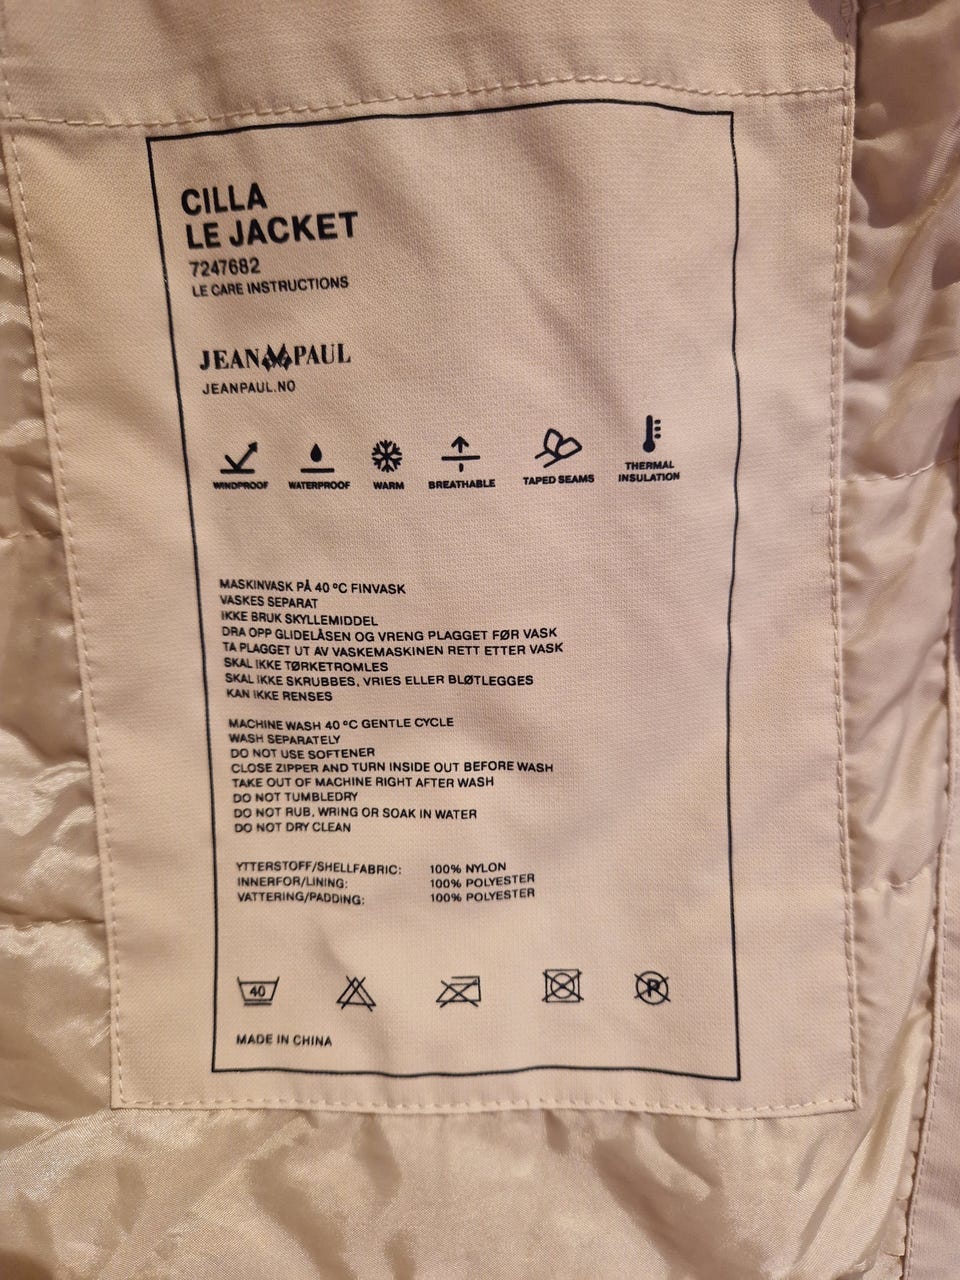 CILLA
LE JACKET
7247682
LE CARE INSTRUCTIONS
JEAN PAUL
JEANPAUL.NO
WINDPROOF WATERPROOF WARM BREATHABLE TAPED SEAMS THERMAL INSULATION
MASKINVASK PÅ 40 ºC FINVASK
VASKES SEPARAT
IKKE BRUK SKYLLEMIDDEL
DRA OPP GLIDELÅSEN OG VRENG PLAGGET FØR VASK
TA PLAGGET UT AV VASKEMASKINEN RETT ETTER VASK
SKAL IKKE TØRKETROMLES
SKAL IKKE SKRUBBES, VRIES ELLER BLØTLEGGES
KAN IKKE RENSES
MACHINE WASH 40 ºC GENTLE CYCLE
WASH SEPARATELY
DO NOT USE SOFTENER
CLOSE ZIPPER AND TURN INSIDE OUT BEFORE WASH
TAKE OUT OF MACHINE RIGHT AFTER WASH
DO NOT TUMBLEDRY
DO NOT RUB, WRING OR SOAK IN WATER
DO NOT DRY CLEAN
YTTERSTOFF/SHELLFABRIC: 100% NYLON
INNERFOR/LINING: 100% POLYESTER
VATTERING/PADDING: 100% POLYESTER
40 P
MADE IN CHINA